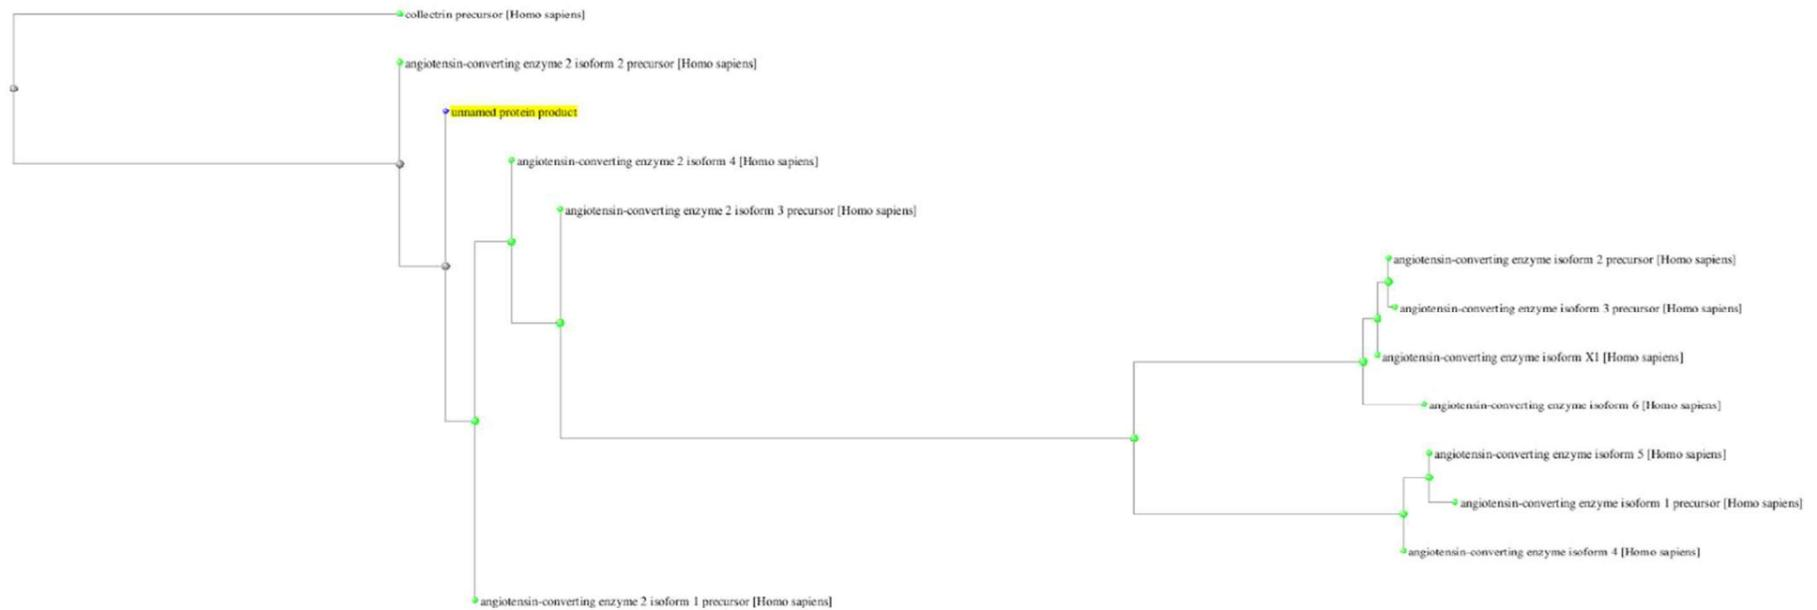 collectrin precursor [Homo sapiens]
angiotensin-converting enzyme 2 isoform 2 precursor [Homo sapiens]
unnamed protein product
angiotensin-converting enzyme 2 isoform 4 [Homo sapiens]
angiotensin-converting enzyme 2 isoform 3 precursor [Homo sapiens]
angiotensin-converting enzyme isoform 2 precursor [Homo sapiens]
angiotensin-converting enzyme isoform 3 precursor [Homo sapiens]
angiotensin-converting enzyme isoform X1 [Homo sapiens]
angiotensin-converting enzyme isoform 6 [Homo sapiens]
angiotensin-converting enzyme isoform 5 [Homo sapiens]
angiotensin-converting enzyme isoform 1 precursor [Homo sapiens]
angiotensin-converting enzyme isoform 4 [Homo sapiens]
angiotensin-converting enzyme 2 isoform 1 precursor [Homo sapiens]